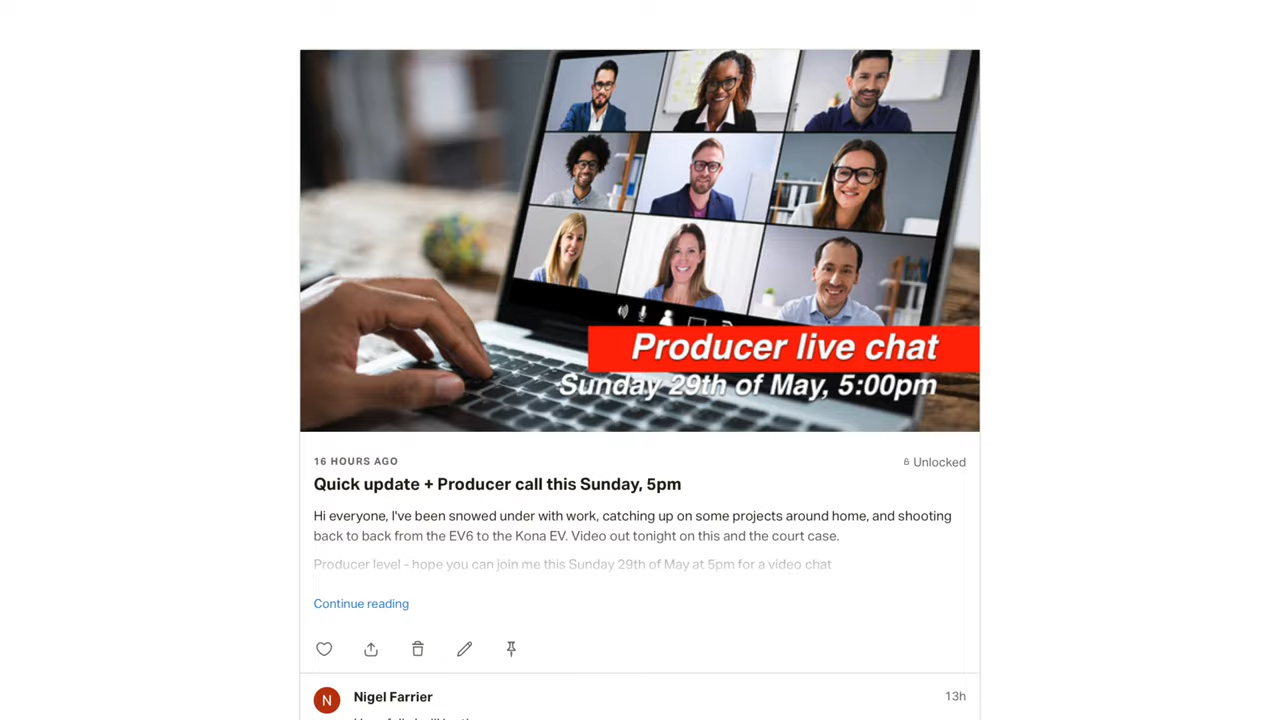 Producer live chat
Sunday 29th of May, 5:00pm
16 HOURS AGO
Unlocked
Quick update + Producer call this Sunday, 5pm
Hi everyone, I've been snowed under with work, catching up on some projects around home, and shooting
back to back from the EV6 to the Kona EV. Video out tonight on this and the court case.
Producer level - hope you can join me this Sunday 29th of May at 5pm for a video chat
Continue reading
N
Nigel Farrier
13h